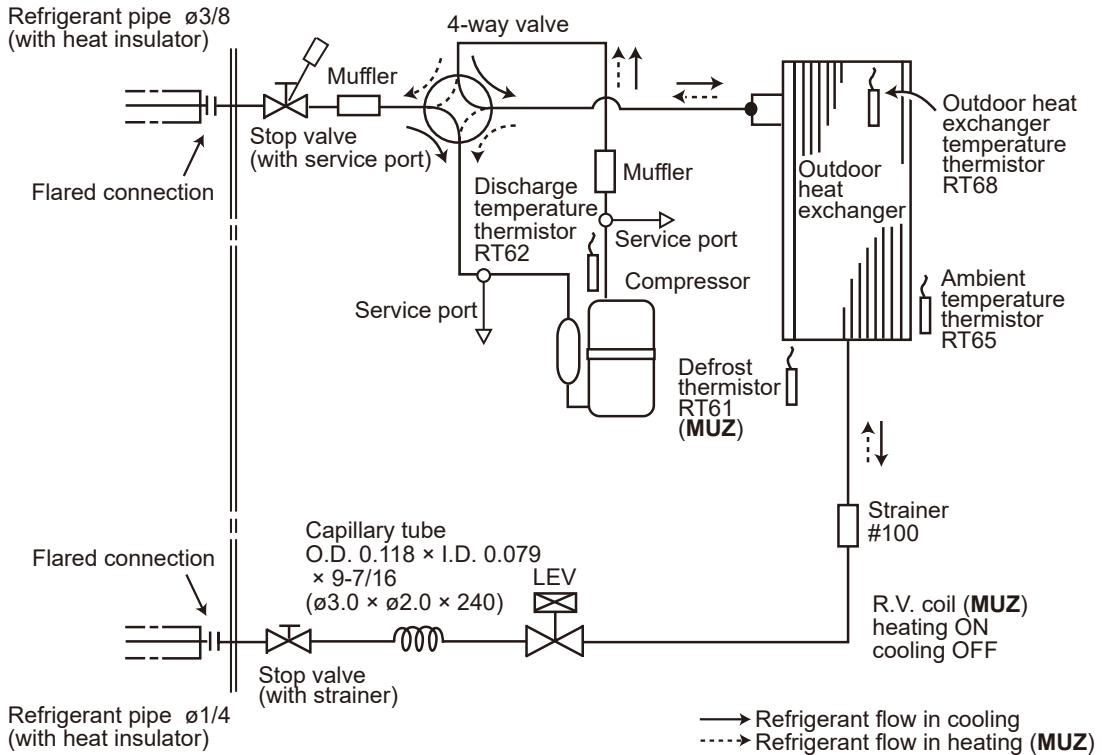 Refrigerant pipe ø3/8
(with heat insulator)
4-way valve
Muffler
Stop valve
(with service port)
Flared connection
Outdoor heat
exchanger
temperature
thermistor
RT68
Outdoor
heat
exchanger
Muffler
Discharge
temperature
thermistor
RT62
Service port
Compressor
Service port
Ambient
temperature
thermistor
RT65
Defrost
thermistor
RT61
(MUZ)
Strainer
#100
Capillary tube
O.D. 0.118 × I.D. 0.079
× 9-7/16
(ø3.0 × ø2.0 × 240)
LEV
Flared connection
R.V. coil (MUZ)
heating ON
cooling OFF
Stop valve
(with strainer)
Refrigerant pipe ø1/4
(with heat insulator)
Refrigerant flow in cooling
Refrigerant flow in heating (MUZ)